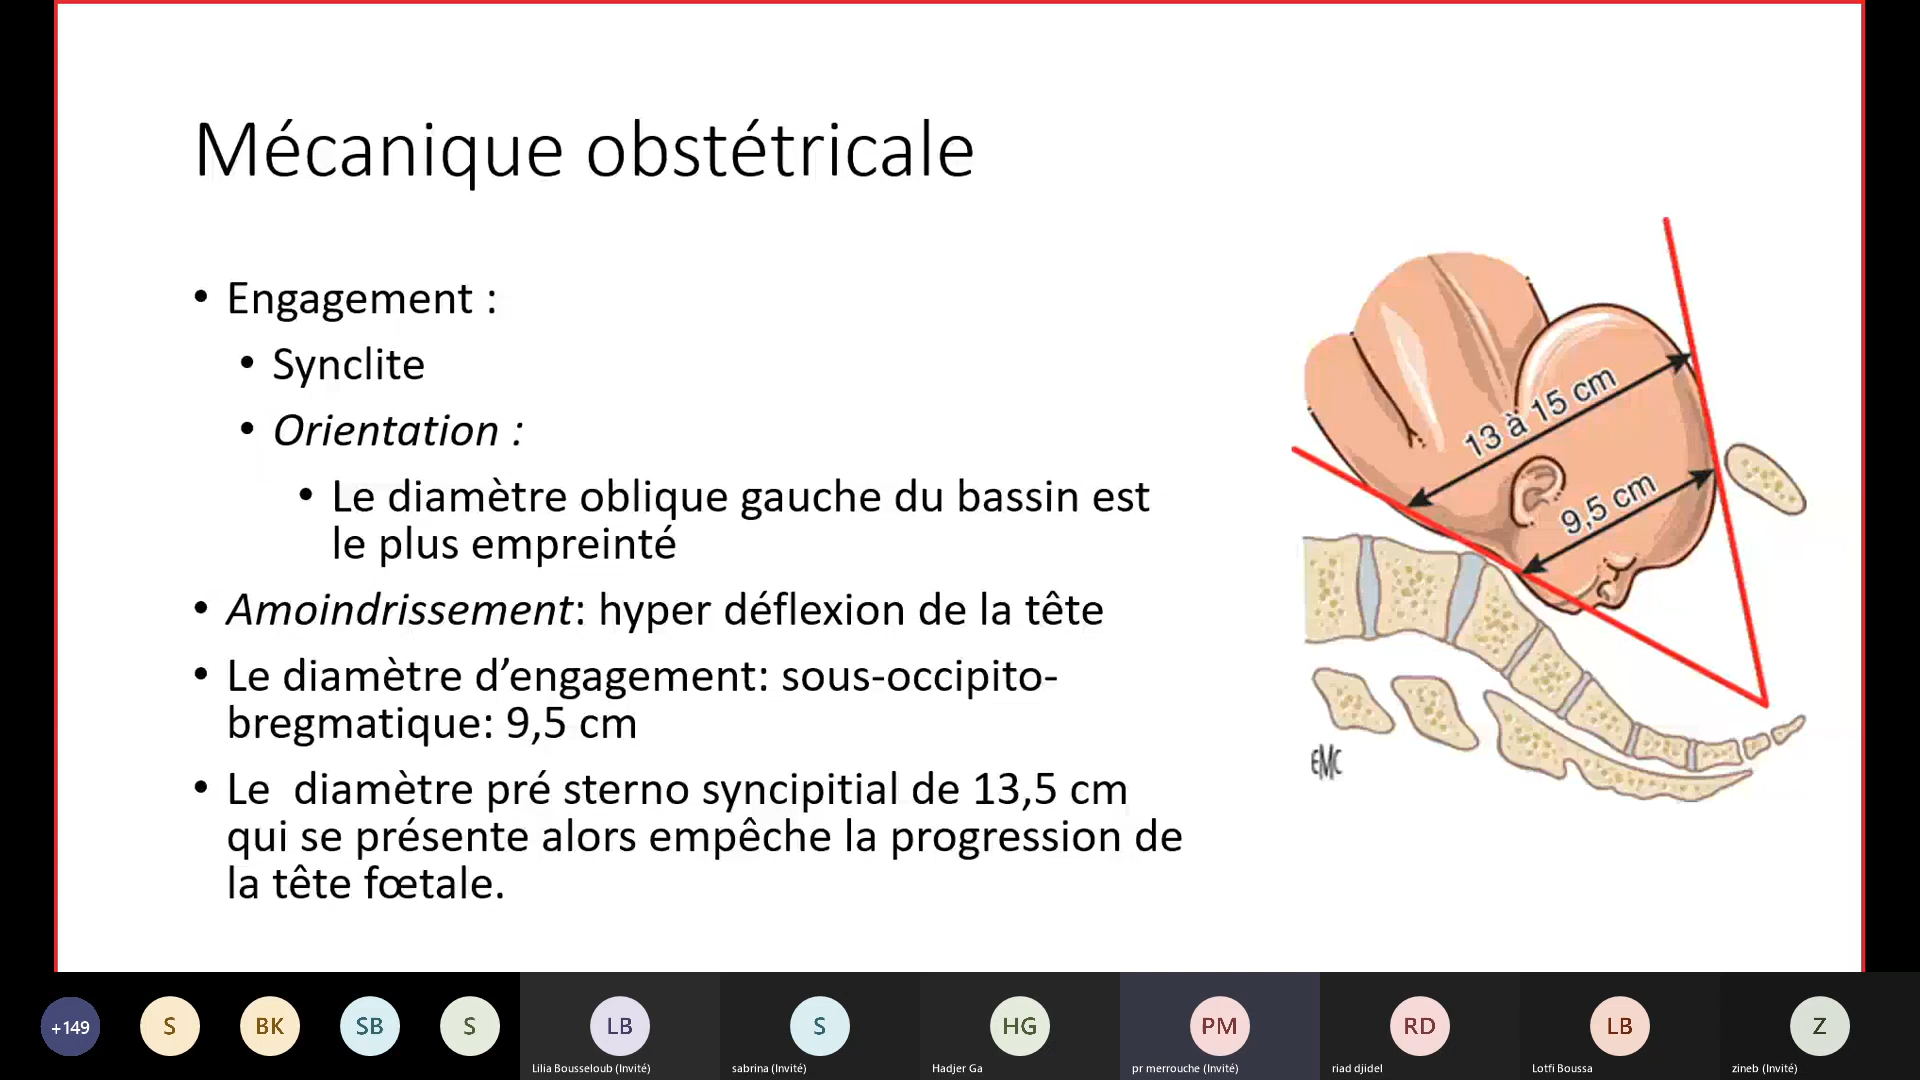 Mécanique obstétricale
• Engagement :
• Synclite
• Orientation :
• Le diamètre oblique gauche du bassin est
le plus empreinté
• Amoindrissement: hyper déflexion de la tête
• Le diamètre d’engagement: sous-occipito-
bregmatique: 9,5 cm
• Le  diamètre pré sterno syncipitial de 13,5 cm
qui se présente alors empêche la progression de
la tête fœtale.
13 à 15 cm
9,5 cm
EMC
+149
S
BK
SB
S
LB
S
HG
PM
RD
LB
Z
Lilia Bousseloub (Invité)
sabrina (Invité)
Hadjer Ga
pr merrouche (Invité)
riad djidel
Lotfi Boussa
zineb (Invité)